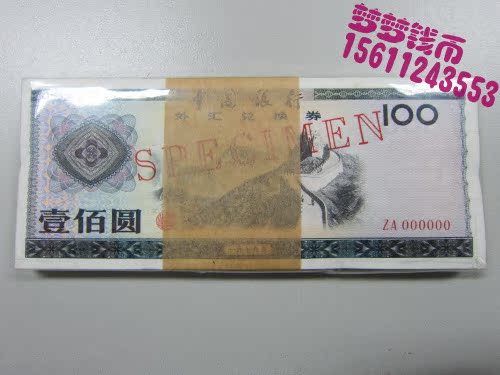 梦梦钱币
15611243553
中国银行
外汇兑换券
100
SPECIMEN
壹佰圆
ZA 000000